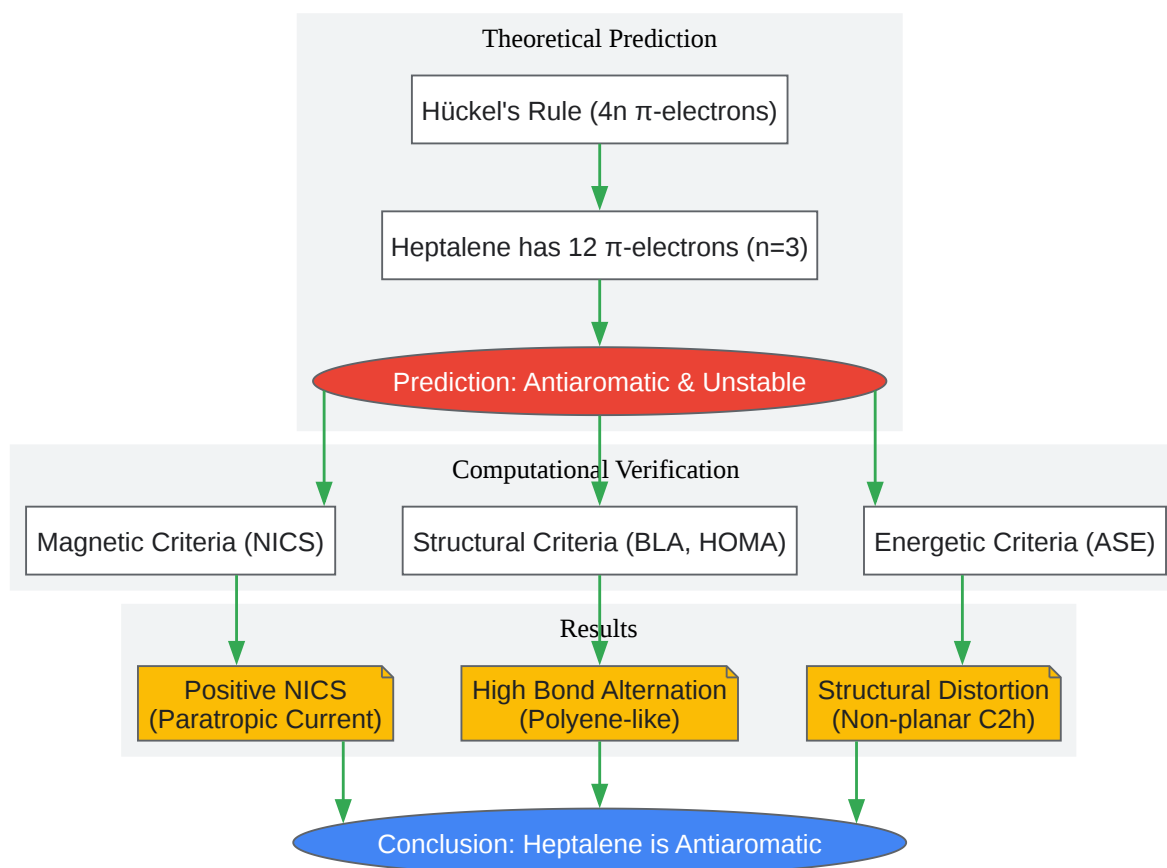 Theoretical Prediction
Hückel's Rule (4n π-electrons)
Heptalene has 12 π-electrons (n=3)
Prediction: Antiaromatic & Unstable
Computational Verification
Magnetic Criteria (NICS)
Structural Criteria (BLA, HOMA)
Energetic Criteria (ASE)
Results
Positive NICS
(Paratropic Current)
High Bond Alternation
(Polyene-like)
Structural Distortion
(Non-planar C2h)
Conclusion: Heptalene is Antiaromatic